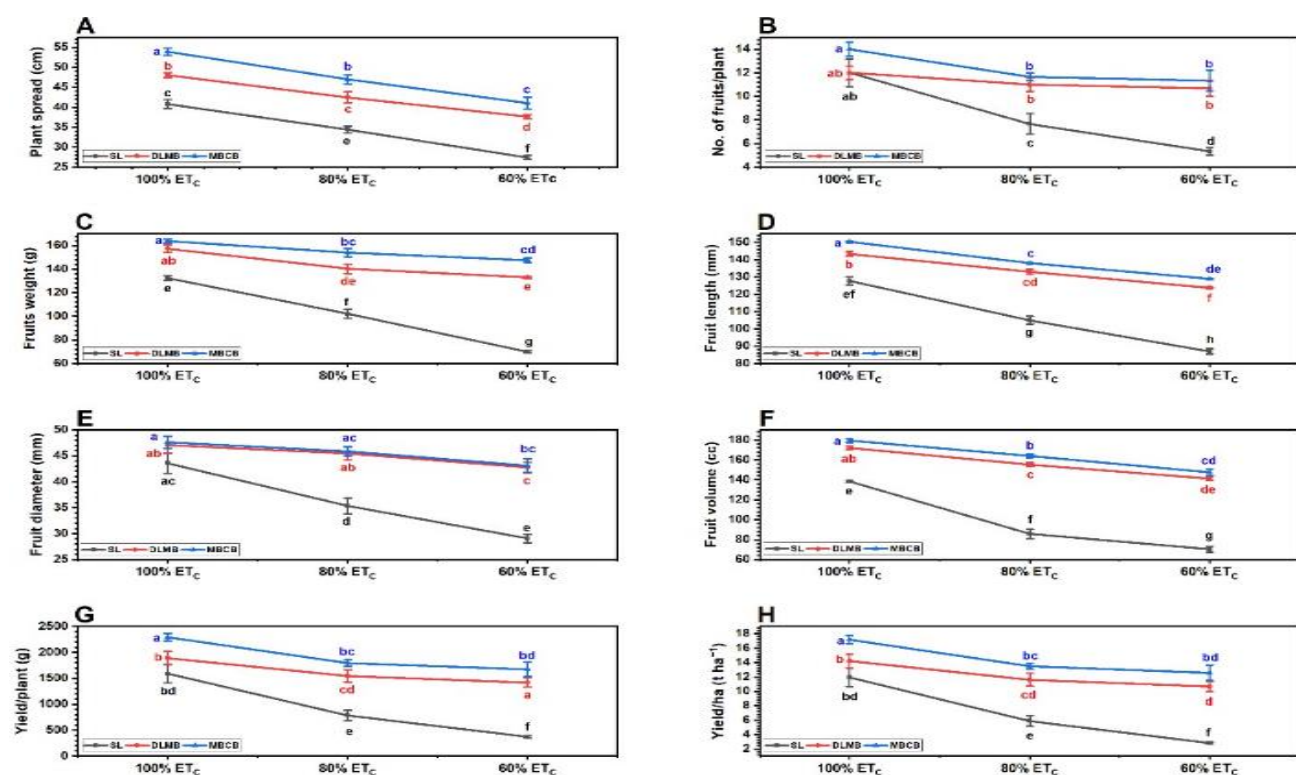 A
Plant spread (cm)
55
50
45
40
35
30
25
a
b
c
b
c
e
c
d
f
SL DLMB MBCB
100% ETC
80% ETC
60% ETc
B
No. of fruits/plant
14
12
10
8
6
4
a
ab
ab
b
b
c
b
b
d
SL DLMB MBCB
100% ETC
80% ETC
60% ETC
C
Fruits weight (g)
160
140
120
100
80
60
a
ab
e
bc
de
f
cd
e
g
SL DLMB MBCB
100% ETC
80% ETC
60% ETC
D
Fruit length (mm)
150
140
130
120
110
100
90
80
a
b
ef
c
cd
g
de
f
h
SL DLMB MBCB
100% ETC
80% ETC
60% ETC
E
Fruit diameter (mm)
50
45
40
35
30
25
a
ab
ac
ac
ab
d
bc
c
e
SL DLMB MBCB
100% ETC
80% ETC
60% ETC
F
Fruit volume (cc)
180
160
140
120
100
80
60
a
ab
e
b
c
f
cd
de
g
SL DLMB MBCB
100% ETC
80% ETC
60% ETC
G
Yield/plant (g)
2500
2000
1500
1000
500
0
a
b
bd
bc
cd
e
bd
a
f
SL DLMB MBCB
100% ETC
80% ETC
60% ETC
H
Yield/ha (t ha⁻¹)
18
16
14
12
10
8
6
4
2
a
b
bd
bc
cd
e
bd
d
f
SL DLMB MBCB
100% ETC
80% ETC
60% ETC